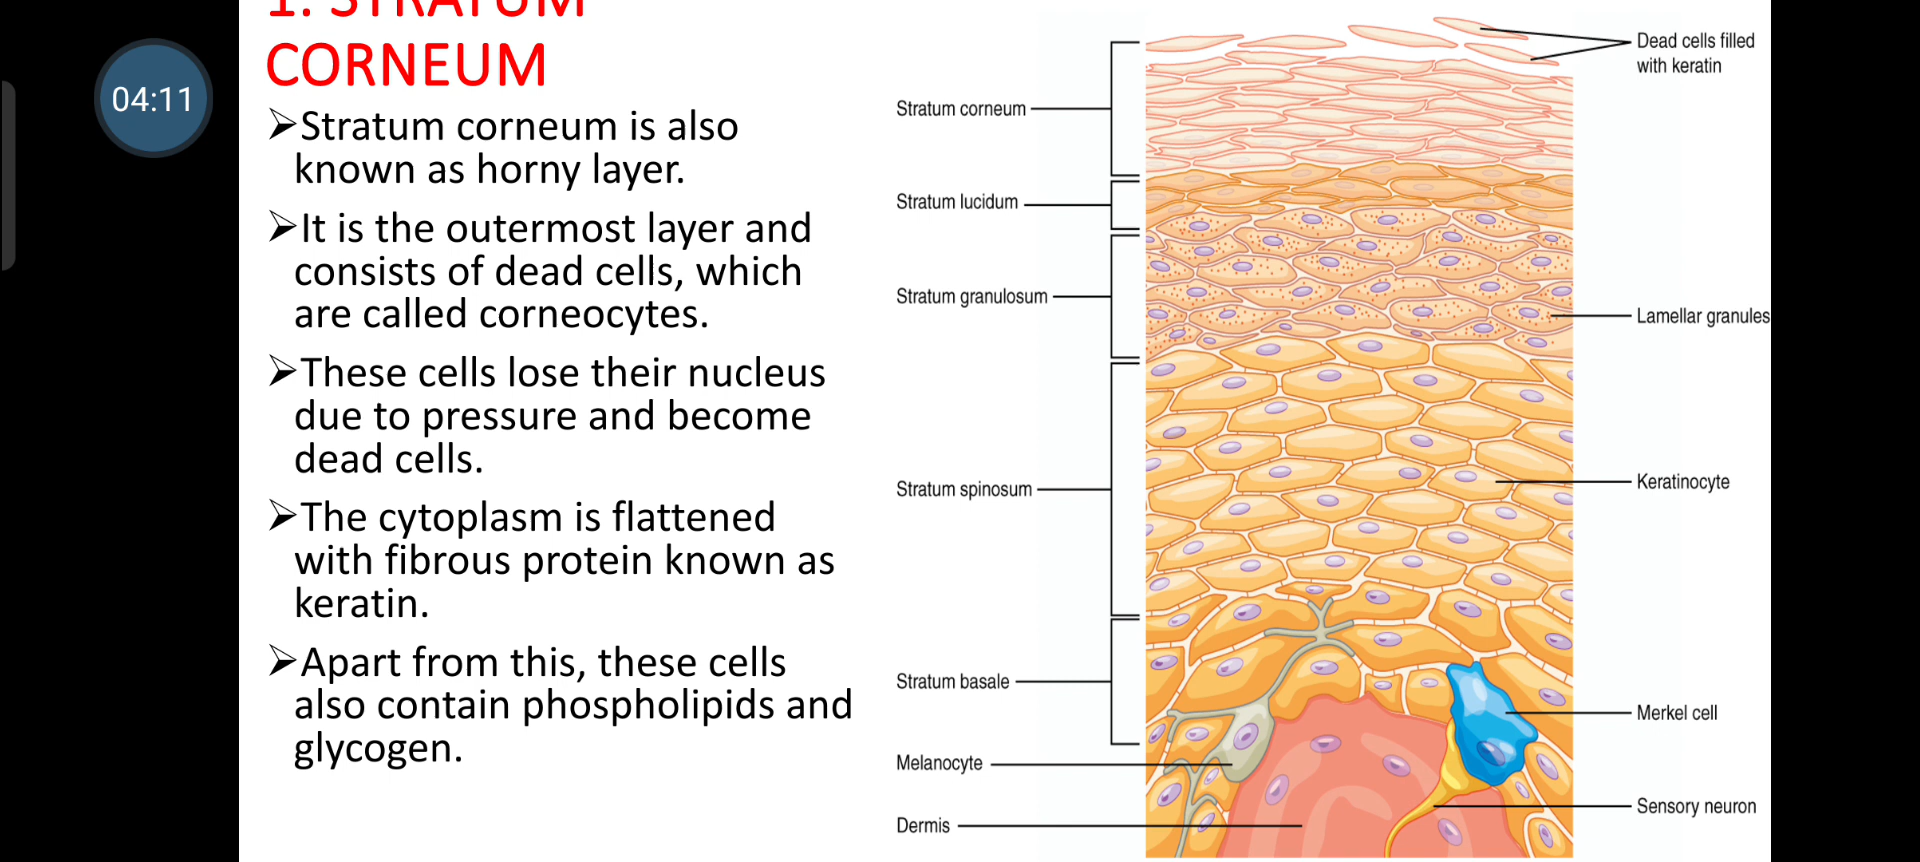 1. STRATUM
CORNEUM
04:11
➢Stratum corneum is also
known as horny layer.
➢It is the outermost layer and
consists of dead cells, which
are called corneocytes.
➢These cells lose their nucleus
due to pressure and become
dead cells.
➢The cytoplasm is flattened
with fibrous protein known as
keratin.
➢Apart from this, these cells
also contain phospholipids and
glycogen.
Stratum corneum
Stratum lucidum
Stratum granulosum
Stratum spinosum
Stratum basale
Melanocyte
Dermis
Dead cells filled
with keratin
Lamellar granules
Keratinocyte
Merkel cell
Sensory neuron